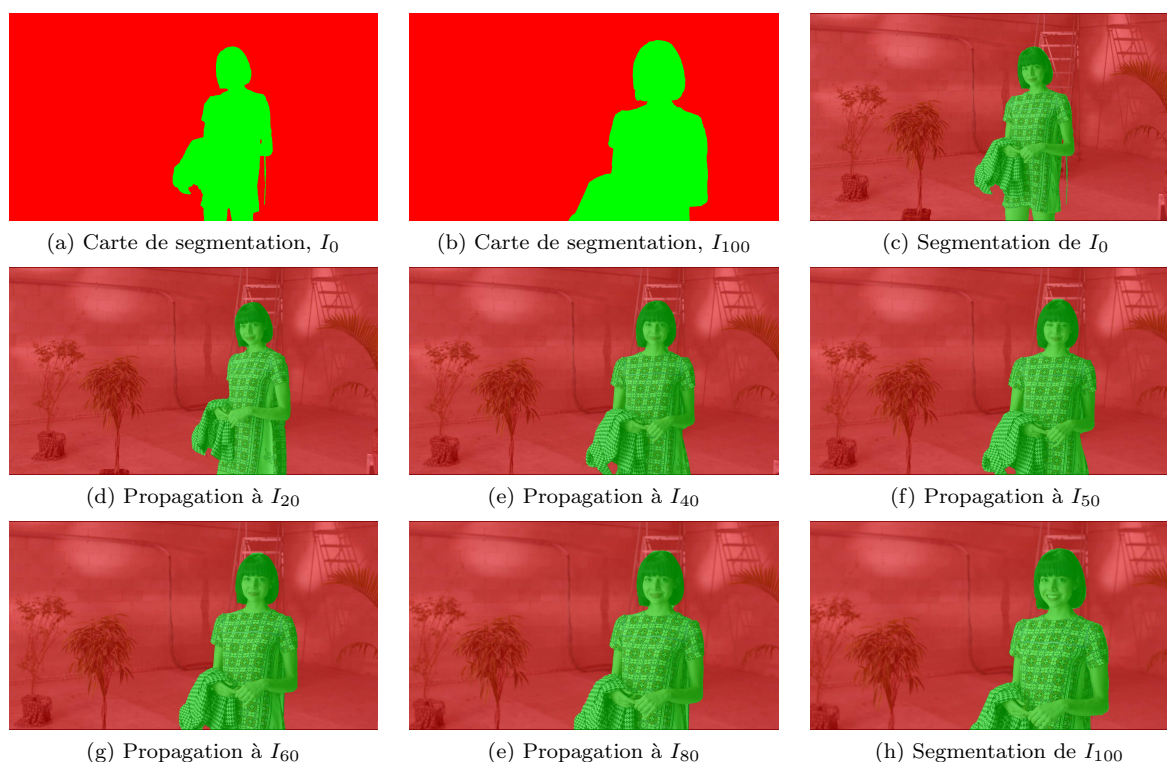 (a) Carte de segmentation, I₀
(b) Carte de segmentation, I₁₀₀
(c) Segmentation de I₀
(d) Propagation à I₂₀
(e) Propagation à I₄₀
(f) Propagation à I₅₀
(g) Propagation à I₆₀
(e) Propagation à I₈₀
(h) Segmentation de I₁₀₀